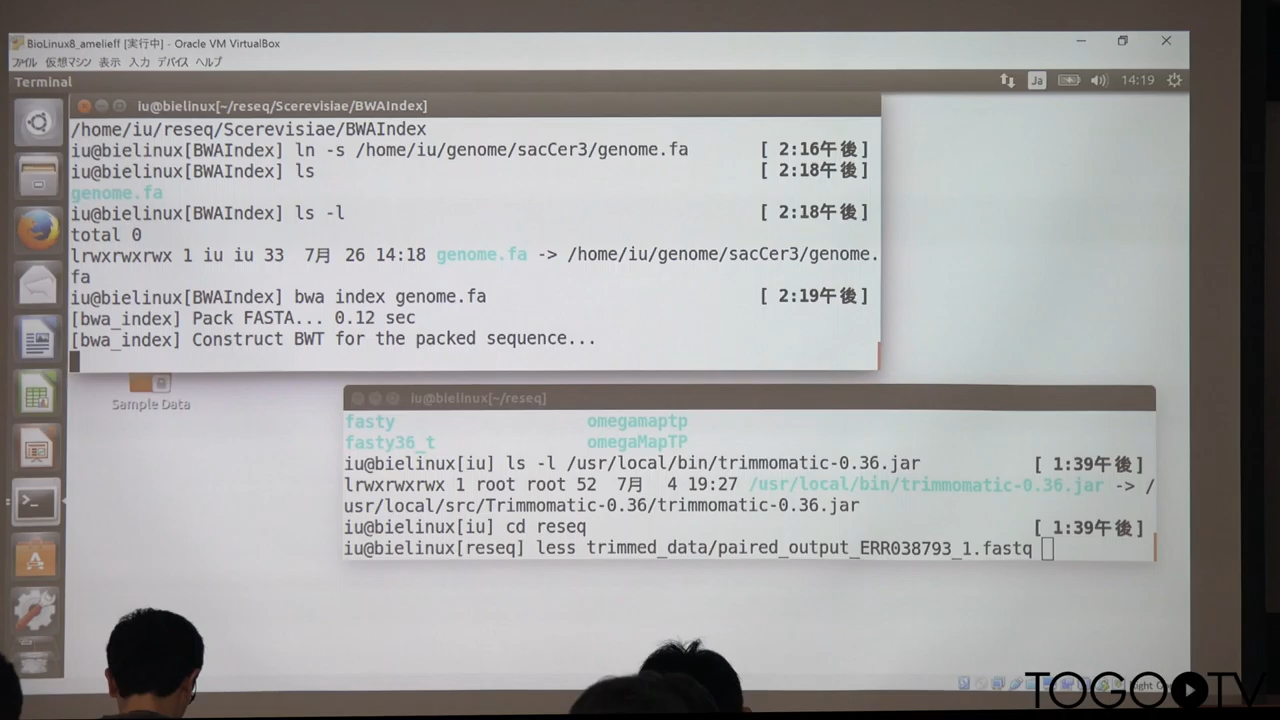 BioLinux8_amelieff [実行中] - Oracle VM VirtualBox
ファイル 仮想マシン 表示 入力 デバイス ヘルプ
Terminal
Ja
14:19
iu@bielinux[~/reseq/Scerevisiae/BWAIndex]
/home/iu/reseq/Scerevisiae/BWAIndex
iu@bielinux[BWAIndex] ln -s /home/iu/genome/sacCer3/genome.fa [ 2:16午後]
iu@bielinux[BWAIndex] ls [ 2:18午後]
genome.fa
iu@bielinux[BWAIndex] ls -l [ 2:18午後]
total 0
lrwxrwxrwx 1 iu iu 33 7月 26 14:18 genome.fa -> /home/iu/genome/sacCer3/genome.
fa
iu@bielinux[BWAIndex] bwa index genome.fa [ 2:19午後]
[bwa_index] Pack FASTA... 0.12 sec
[bwa_index] Construct BWT for the packed sequence...
Sample Data
iu@bielinux[~/reseq]
fasty omegamaptp
fasty36_t omegaMapTP
iu@bielinux[iu] ls -l /usr/local/bin/trimmomatic-0.36.jar [ 1:39午後]
lrwxrwxrwx 1 root root 52 7月 4 19:27 /usr/local/bin/trimmomatic-0.36.jar -> /
usr/local/src/Trimmomatic-0.36/trimmomatic-0.36.jar
iu@bielinux[iu] cd reseq [ 1:39午後]
iu@bielinux[reseq] less trimmed_data/paired_output_ERR038793_1.fastq
TOGOTV